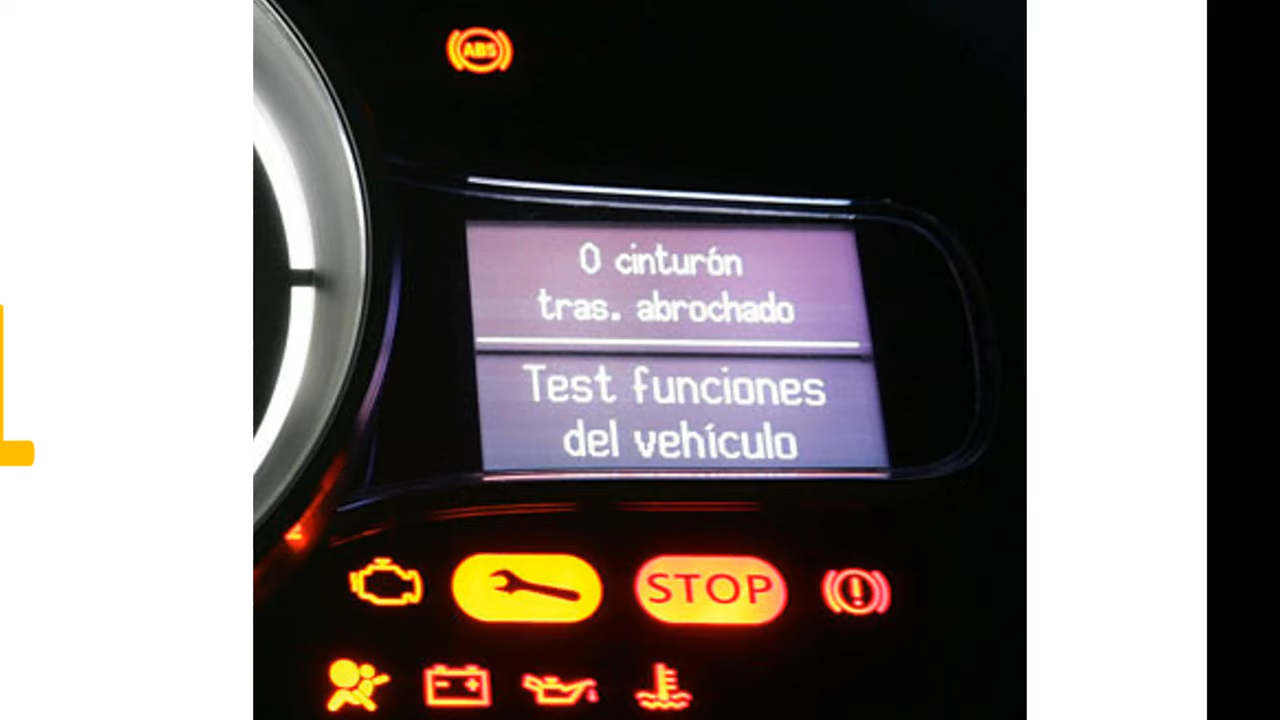 ABS
0 cinturón
tras. abrochado
Test funciones
del vehículo
STOP